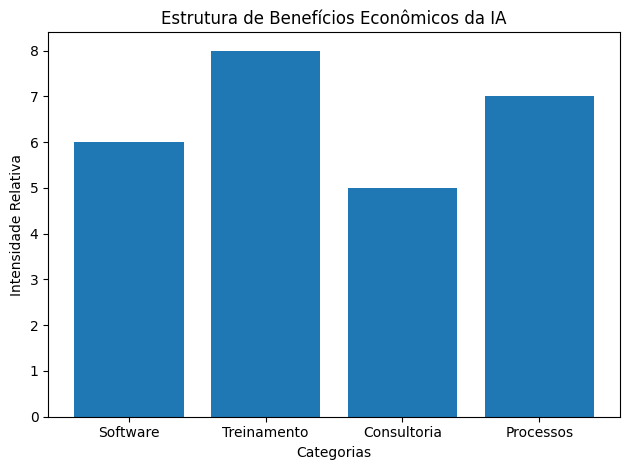 Estrutura de Benefícios Econômicos da IA
8
7
6
5
4
3
2
1
0
Intensidade Relativa
Software Treinamento Consultoria Processos
Categorias